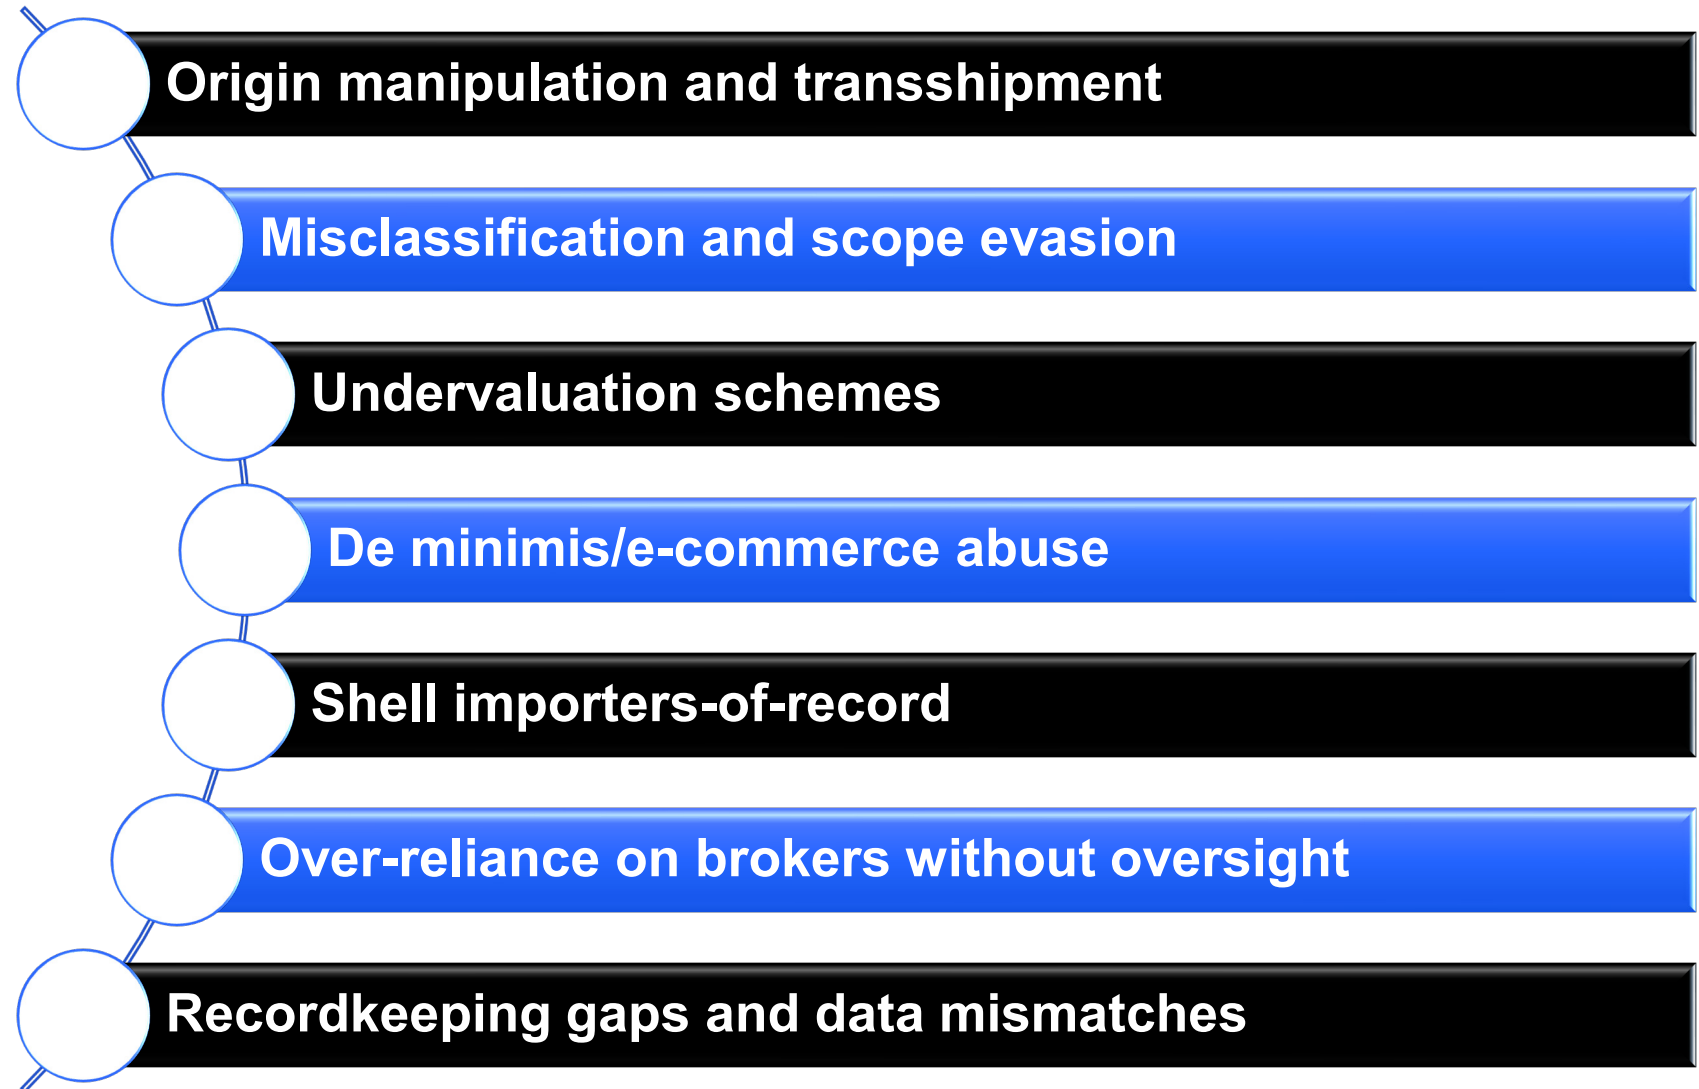 Origin manipulation and transshipment
Misclassification and scope evasion
Undervaluation schemes
De minimis/e-commerce abuse
Shell importers-of-record
Over-reliance on brokers without oversight
Recordkeeping gaps and data mismatches